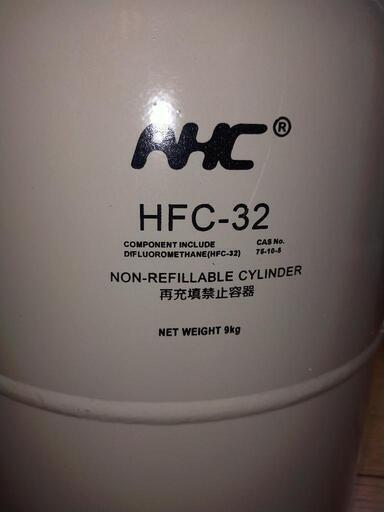 AHC®
HFC-32
COMPONENT INCLUDE CAS No.
DIFLUOROMETHANE(HFC-32) 75-10-5
NON-REFILLABLE CYLINDER
再充填禁止容器
NET WEIGHT 9kg